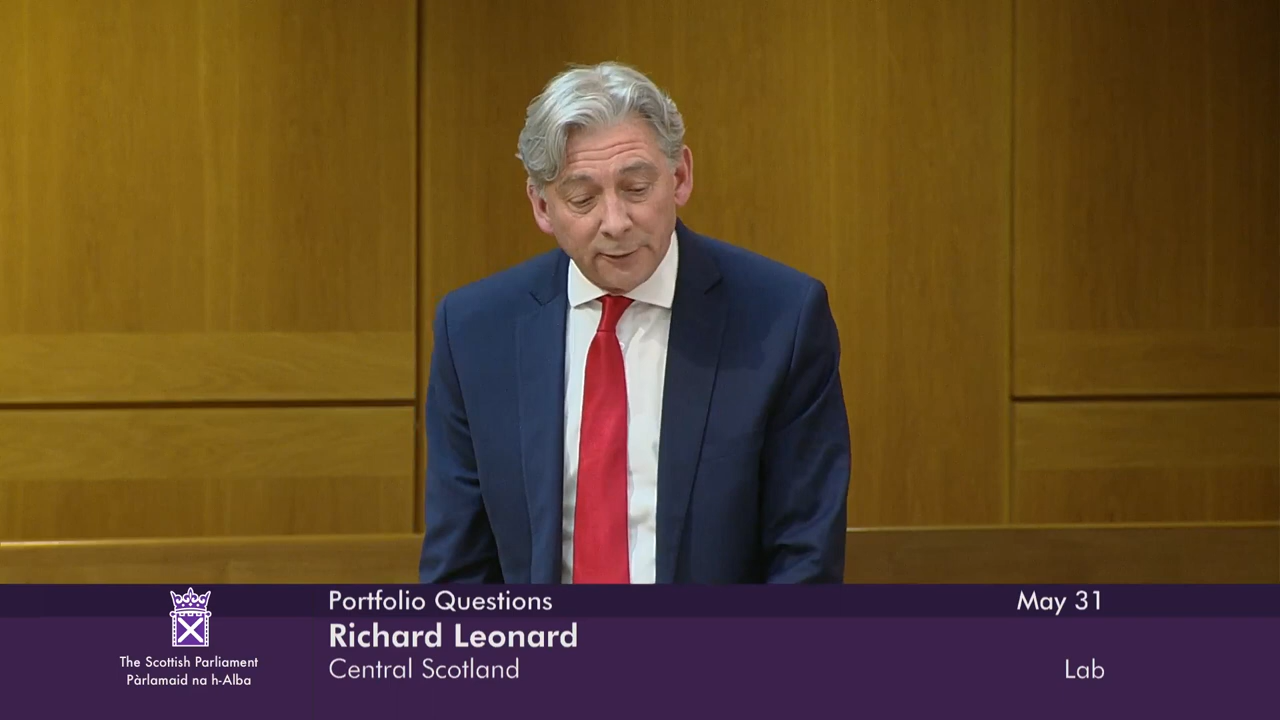 Portfolio Questions
May 31
Richard Leonard
Central Scotland
Lab
The Scottish Parliament
Pàrlamaid na h-Alba